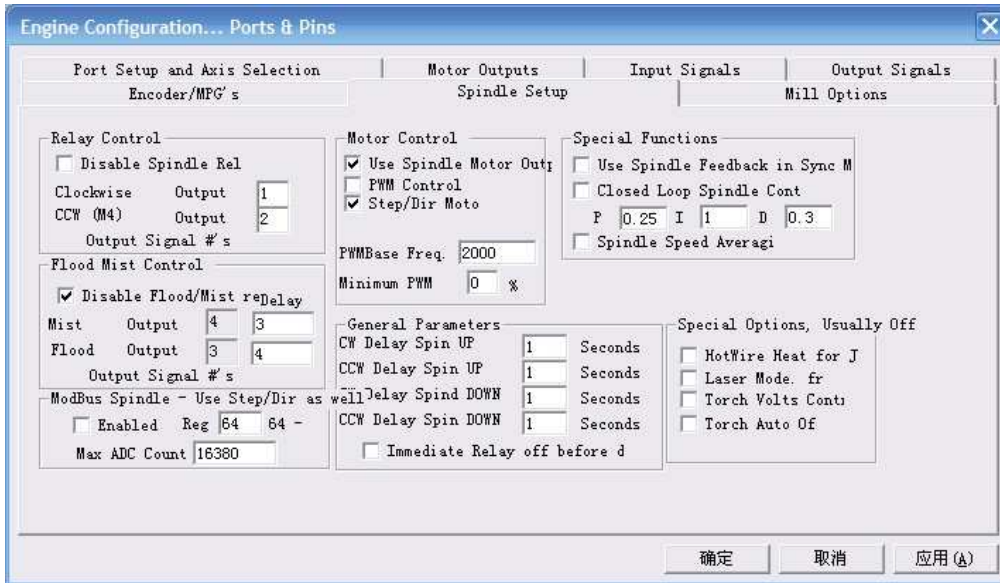 Engine Configuration... Ports & Pins
Port Setup and Axis Selection
Motor Outputs
Input Signals
Output Signals
Encoder/MPG's
Spindle Setup
Mill Options
Relay Control
Disable Spindle Rel
Clockwise Output 1
CCW (M4) Output 2
Output Signal #'s
Flood Mist Control
Disable Flood/Mist re Delay
Mist Output 4 3
Flood Output 3 4
Output Signal #'s
ModBus Spindle - Use Step/Dir as well
Enabled Reg 64 64 -
Max ADC Count 16380
Motor Control
Use Spindle Motor Outp
PWM Control
Step/Dir Moto
PWMBase Freq. 2000
Minimum PWM 0 %
General Parameters
CW Delay Spin UP 1 Seconds
CCW Delay Spin UP 1 Seconds
Delay Spind DOWN 1 Seconds
CCW Delay Spin DOWN 1 Seconds
Immediate Relay off before d
Special Functions
Use Spindle Feedback in Sync M
Closed Loop Spindle Cont
P 0.25 I 1 D 0.3
Spindle Speed Averagi
Special Options, Usually Off
HotWire Heat for J
Laser Mode. fr
Torch Volts Cont
Torch Auto Of
确定
取消
应用(A)